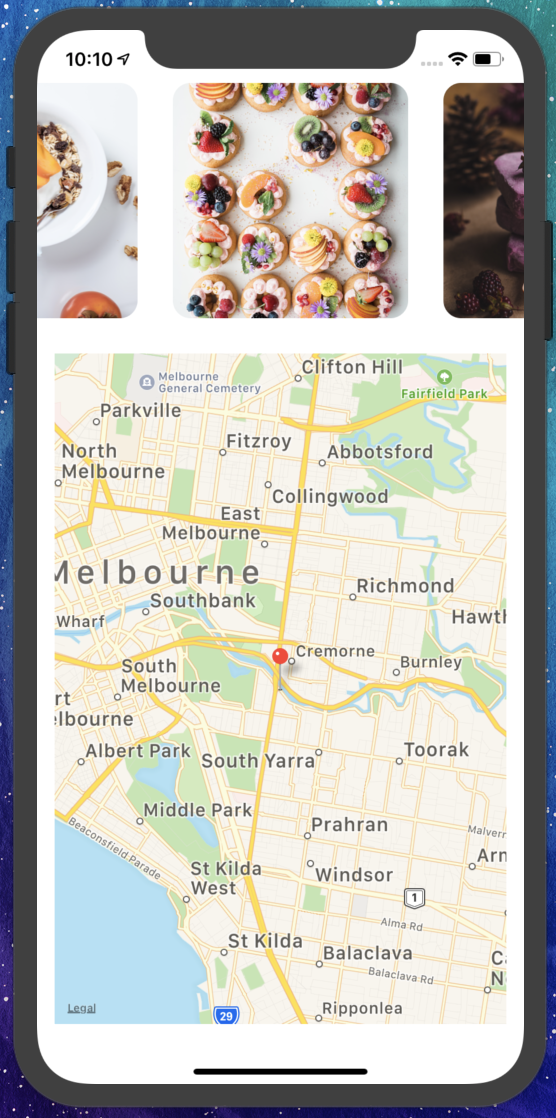 10:10
Clifton Hill
Melbourne
General Cemetery
Fairfield Park
Parkville
Fitzroy
North
Melbourne
Abbotsford
Collingwood
East
Melbourne
Melbourne
Richmond
Southbank
Wharf
Hawth
Cremorne
Burnley
South
Melbourne
rt
elbourne
Albert Park
South Yarra
Toorak
Middle Park
Prahran
Malvern
Beaconsfield Parade
Arn
St Kilda
West
Windsor
1
Alma Rd
St Kilda
Balaclava
Balaclava Rd
C
N
Legal
29
Ripponlea